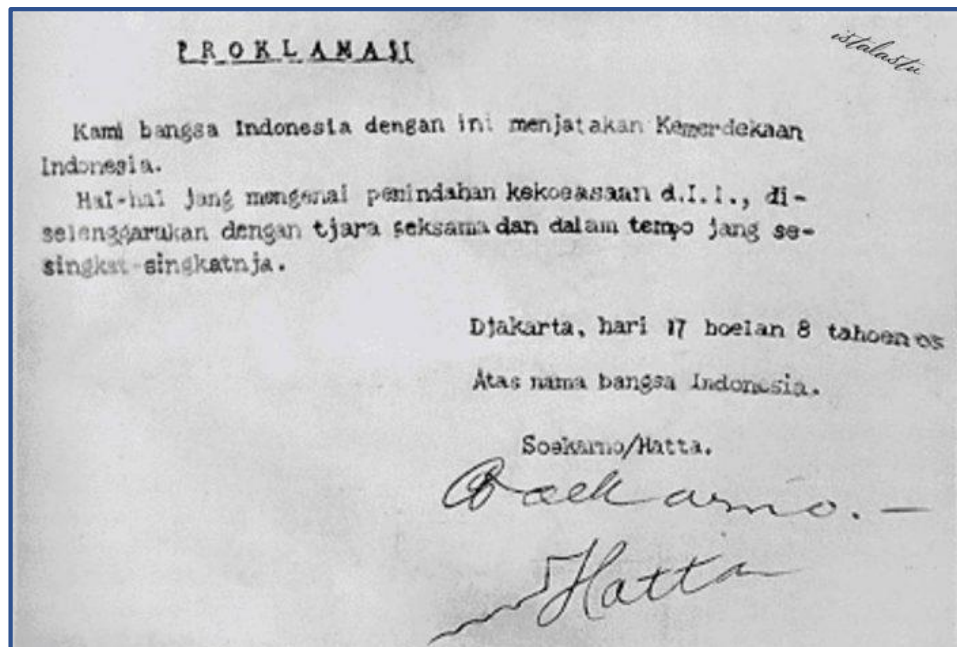 PROKLAMASI
istalastu
Kami bangsa Indonesia dengan ini menjatakan Kemerdekaan
Indonesia.
Hal-hal jang mengenai pemindahan kekoeasaan d.l.l., di-
selenggarakan dengan tjara seksama dan dalam tempo jang se-
singkat-singkatnja.
Djakarta, hari 17 boelan 8 tahoen 05
Atas nama bangsa Indonesia.
Soekarno/Hatta.
Soekarno.—
Hatta